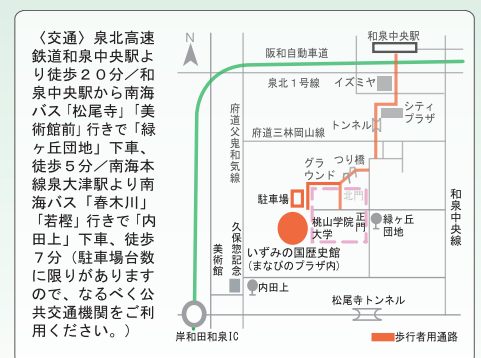 〈交通〉泉北高速
鉄道和泉中央駅よ
り徒歩２０分／和
泉中央駅から南海
バス「松尾寺」「美
術館前」行きで「緑
ヶ丘団地」下車、
徒歩５分／南海本
線泉大津駅より南
海バス「春木川」
「若樫」行きで「内
田上」下車、徒歩
７分（駐車場台数
に限りがあります
ので、なるべく公
共交通機関をご利
用ください。）
N
和泉中央駅
阪和自動車道
泉北１号線
イズミヤ
シティ
プラザ
トンネル
府道父鬼和気線
府道三林岡山線
グラ
ウンド
つり橋
北門
駐車場
桃山学院
大学
正門
緑ヶ丘
団地
和泉中央線
いずみの国歴史館
（まなびのプラザ内）
久保惣記念
美術館
内田上
松尾寺トンネル
岸和田和泉IC
歩行者用通路